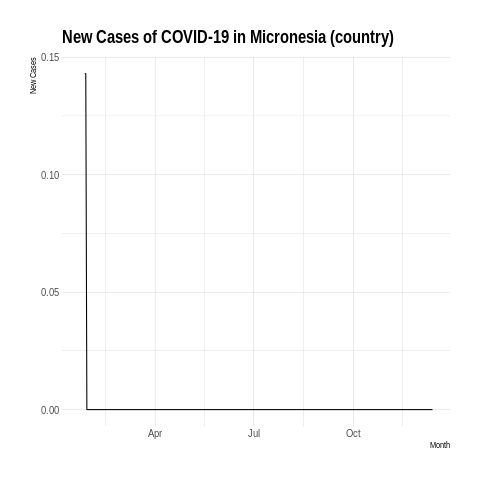 New Cases of COVID-19 in Micronesia (country)
New Cases
0.15
0.10
0.05
0.00
Apr Jul Oct
Month